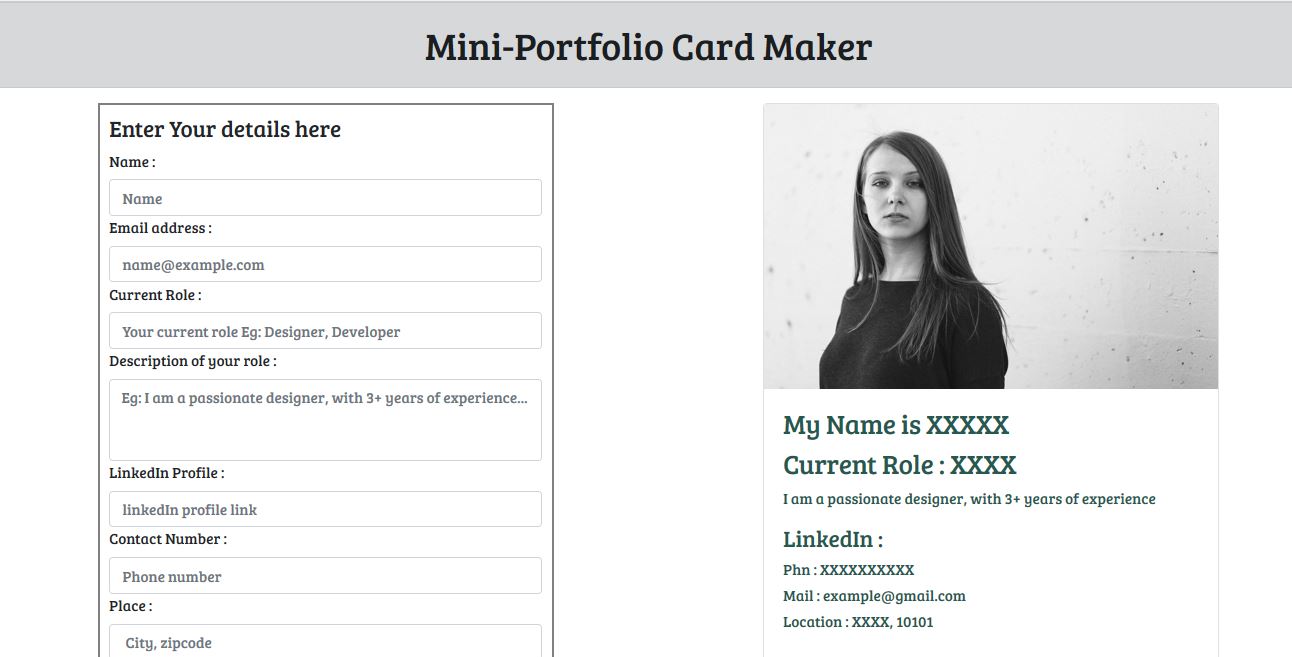 Mini-Portfolio Card Maker
Enter Your details here
Name :
Name
Email address :
name@example.com
Current Role :
Your current role Eg: Designer, Developer
Description of your role :
Eg: I am a passionate designer, with 3+ years of experience...
LinkedIn Profile :
linkedIn profile link
Contact Number :
Phone number
Place :
City, zipcode
My Name is XXXXX
Current Role : XXXX
I am a passionate designer, with 3+ years of experience
LinkedIn :
Phn : XXXXXXXXXX
Mail : example@gmail.com
Location : XXXX, 10101